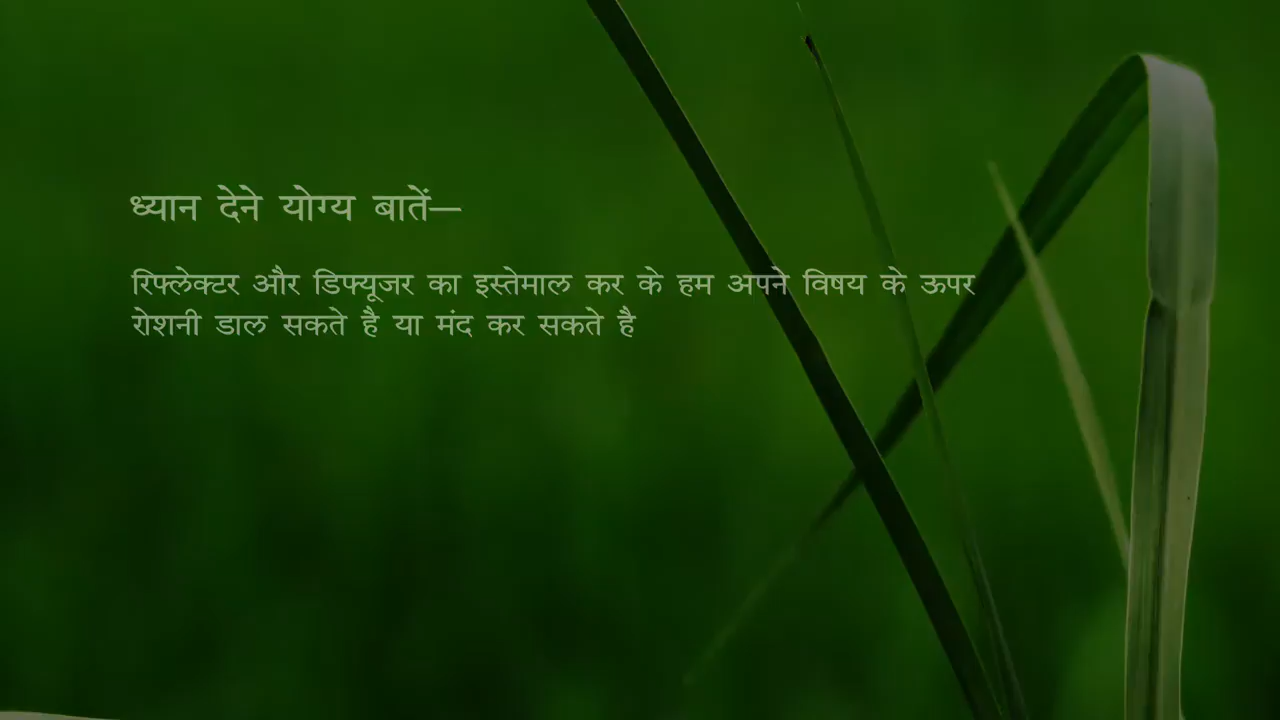 ध्यान देने योग्य बातें—
रिफ्लेक्टर और डिफ्यूजर का इस्तेमाल कर के हम अपने विषय के ऊपर
रोशनी डाल सकते है या मंद कर सकते है